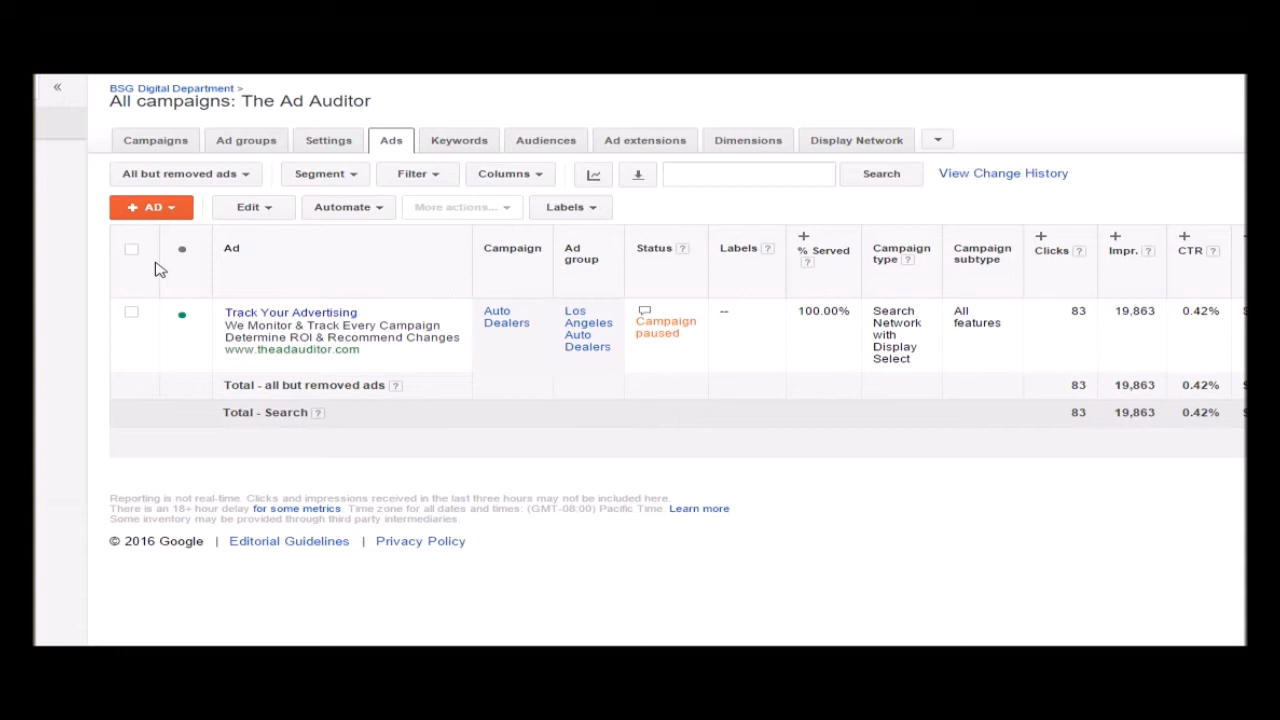 «
BSG Digital Department >
All campaigns: The Ad Auditor
Campaigns Ad groups Settings Ads Keywords Audiences Ad extensions Dimensions Display Network
All but removed ads Segment Filter Columns Search View Change History
+ AD Edit Automate More actions... Labels
Ad Campaign Ad group Status ? Labels ? % Served ? Campaign type ? Campaign subtype Clicks ? Impr. ? CTR ?
Track Your Advertising
We Monitor & Track Every Campaign
Determine ROI & Recommend Changes
www.theadauditor.com
Auto
Dealers
Los
Angeles
Auto
Dealers
Campaign
paused
--
100.00%
Search
Network
with
Display
Select
All
features
83
19,863
0.42%
Total - all but removed ads ? 83 19,863 0.42%
Total - Search ? 83 19,863 0.42%
Reporting is not real-time. Clicks and impressions received in the last three hours may not be included here.
There is an 18+ hour delay for some metrics. Time zone for all dates and times: (GMT-08:00) Pacific Time. Learn more
Some inventory may be provided through third party intermediaries.
© 2016 Google | Editorial Guidelines | Privacy Policy